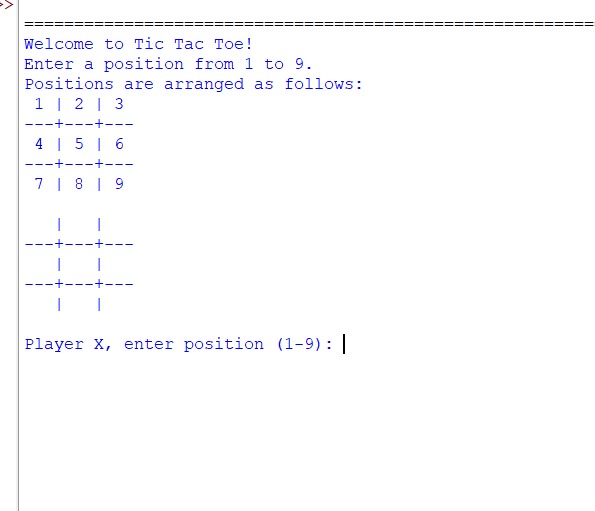 >>
=========================================================
Welcome to Tic Tac Toe!
Enter a position from 1 to 9.
Positions are arranged as follows:
 1 | 2 | 3
---+---+---
 4 | 5 | 6
---+---+---
 7 | 8 | 9

   |   |
---+---+---
   |   |
---+---+---
   |   |

Player X, enter position (1-9):